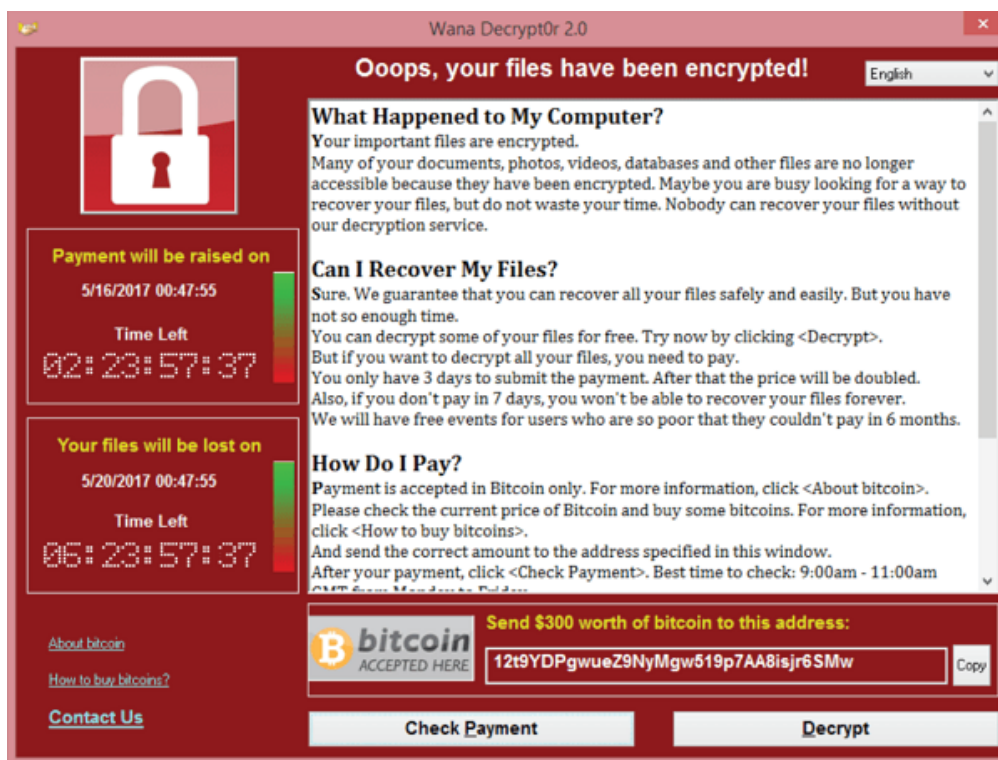 Wana Decrypt0r 2.0
Ooops, your files have been encrypted!
English
Payment will be raised on
5/16/2017 00:47:55
Time Left
02:23:57:37
Your files will be lost on
5/20/2017 00:47:55
Time Left
06:23:57:37
About bitcoin
How to buy bitcoins?
Contact Us
What Happened to My Computer?
Your important files are encrypted.
Many of your documents, photos, videos, databases and other files are no longer
accessible because they have been encrypted. Maybe you are busy looking for a way to
recover your files, but do not waste your time. Nobody can recover your files without
our decryption service.
Can I Recover My Files?
Sure. We guarantee that you can recover all your files safely and easily. But you have
not so enough time.
You can decrypt some of your files for free. Try now by clicking <Decrypt>.
But if you want to decrypt all your files, you need to pay.
You only have 3 days to submit the payment. After that the price will be doubled.
Also, if you don't pay in 7 days, you won't be able to recover your files forever.
We will have free events for users who are so poor that they couldn't pay in 6 months.
How Do I Pay?
Payment is accepted in Bitcoin only. For more information, click <About bitcoin>.
Please check the current price of Bitcoin and buy some bitcoins. For more information,
click <How to buy bitcoins>.
And send the correct amount to the address specified in this window.
After your payment, click <Check Payment>. Best time to check: 9:00am - 11:00am
GMT from Monday to Friday
bitcoin
ACCEPTED HERE
Send $300 worth of bitcoin to this address:
12t9YDPgwueZ9NyMgw519p7AA8isjr6SMw
Copy
Check Payment
Decrypt